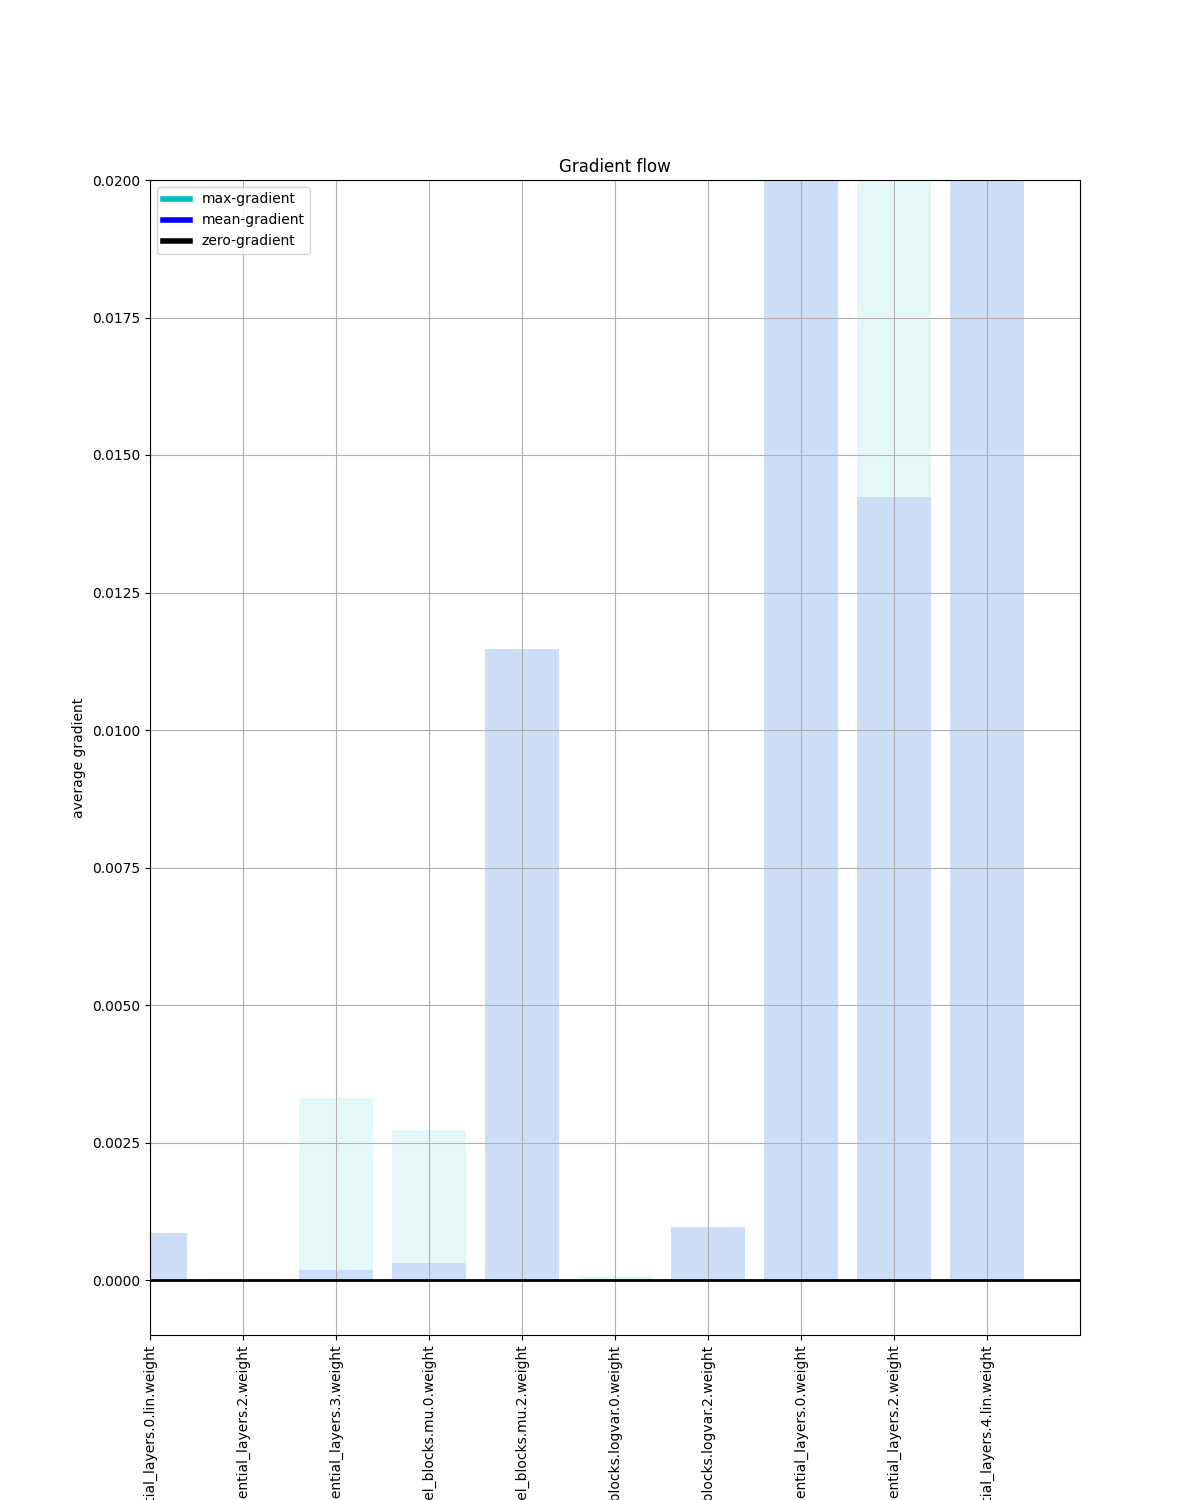 Gradient flow
max-gradient
mean-gradient
zero-gradient
0.0200
0.0175
0.0150
0.0125
0.0100
0.0075
0.0050
0.0025
0.0000
average gradient
tial_layers.0.lin.weight
ential_layers.2.weight
ential_layers.3.weight
el_blocks.mu.0.weight
el_blocks.mu.2.weight
blocks.logvar.0.weight
blocks.logvar.2.weight
ential_layers.0.weight
ential_layers.2.weight
tial_layers.4.lin.weight